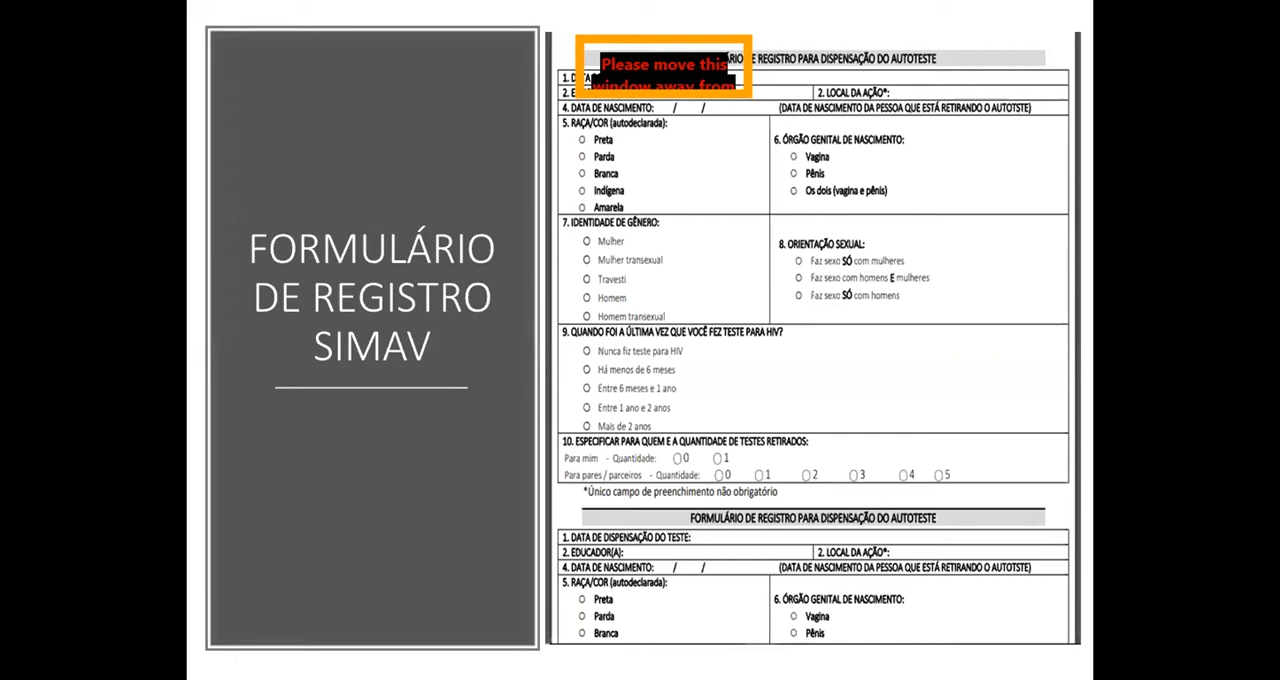 FORMULÁRIO
DE REGISTRO
SIMAV
Please move this
window away from
DE REGISTRO PARA DISPENSAÇÃO DO AUTOTESTE
1.
2. 2. LOCAL DA AÇÃO*:
4. DATA DE NASCIMENTO: / / (DATA DE NASCIMENTO DA PESSOA QUE ESTÁ RETIRANDO O AUTOTSTE)
5. RAÇA/COR (autodeclarada):
Preta
Parda
Branca
Indígena
Amarela
6. ÓRGÃO GENITAL DE NASCIMENTO:
Vagina
Pênis
Os dois (vagina e pênis)
7. IDENTIDADE DE GÊNERO:
Mulher
Mulher transexual
Travesti
Homem
Homem transexual
8. ORIENTAÇÃO SEXUAL:
Faz sexo SÓ com mulheres
Faz sexo com homens E mulheres
Faz sexo SÓ com homens
9. QUANDO FOI A ÚLTIMA VEZ QUE VOCÊ FEZ TESTE PARA HIV?
Nunca fiz teste para HIV
Há menos de 6 meses
Entre 6 meses e 1 ano
Entre 1 ano e 2 anos
Mais de 2 anos
10. ESPECIFICAR PARA QUEM E A QUANTIDADE DE TESTES RETIRADOS:
Para mim - Quantidade: 0 1
Para pares / parceiros - Quantidade: 0 1 2 3 4 5
*Único campo de preenchimento não obrigatório
FORMULÁRIO DE REGISTRO PARA DISPENSAÇÃO DO AUTOTESTE
1. DATA DE DISPENSAÇÃO DO TESTE:
2. EDUCADOR(A): 2. LOCAL DA AÇÃO*:
4. DATA DE NASCIMENTO: / / (DATA DE NASCIMENTO DA PESSOA QUE ESTÁ RETIRANDO O AUTOTSTE)
5. RAÇA/COR (autodeclarada):
Preta
Parda
Branca
6. ÓRGÃO GENITAL DE NASCIMENTO:
Vagina
Pênis